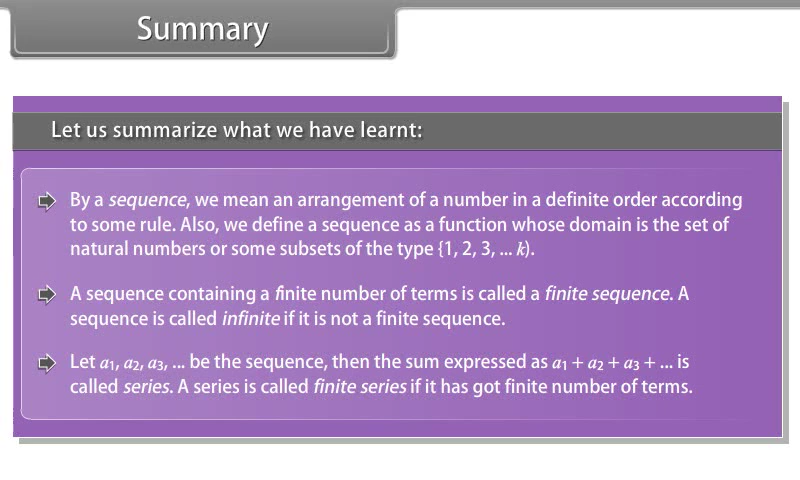 Summary
Let us summarize what we have learnt:
By a sequence, we mean an arrangement of a number in a definite order according
to some rule. Also, we define a sequence as a function whose domain is the set of
natural numbers or some subsets of the type {1, 2, 3, ... k).
A sequence containing a finite number of terms is called a finite sequence. A
sequence is called infinite if it is not a finite sequence.
Let a₁, a₂, a₃, ... be the sequence, then the sum expressed as a₁ + a₂ + a₃ + ... is
called series. A series is called finite series if it has got finite number of terms.